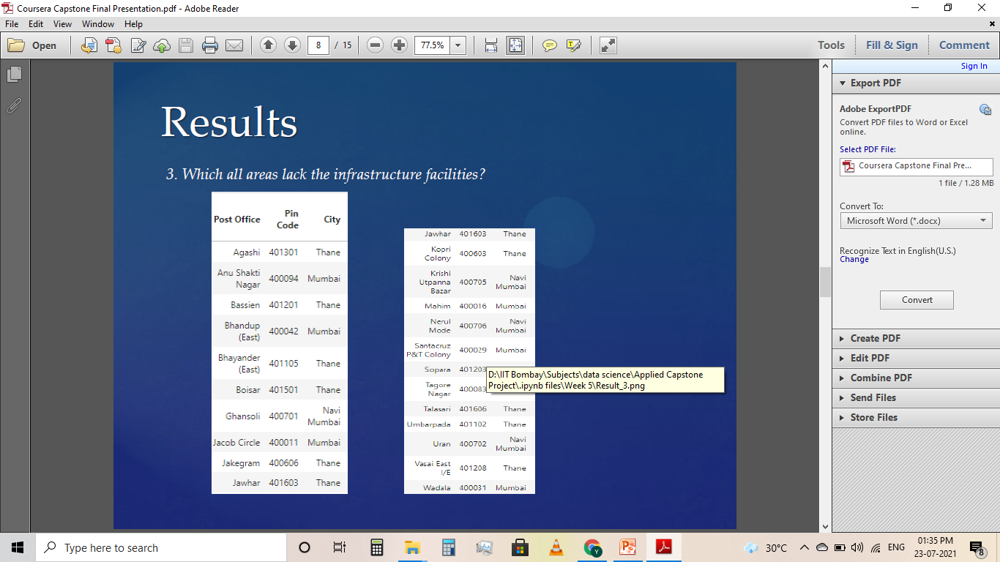 Coursera Capstone Final Presentation.pdf - Adobe Reader
File Edit View Window Help
Open 8 / 15 77.5% Tools Fill & Sign Comment
Sign In
Results
3. Which all areas lack the infrastructure facilities?
Post Office Pin Code City
Agashi 401301 Thane
Anu Shakti Nagar 400094 Mumbai
Bassien 401201 Thane
Bhandup (East) 400042 Mumbai
Bhayander (East) 401105 Thane
Boisar 401501 Thane
Ghansoli 400701 Navi Mumbai
Jacob Circle 400011 Mumbai
Jakegram 400606 Thane
Jawhar 401603 Thane
Jawhar 401603 Thane
Kopri Colony 400603 Thane
Krishi Utpanna Bazar 400705 Navi Mumbai
Mahim 400016 Mumbai
Nerul Mode 400706 Navi Mumbai
Santacruz P&T Colony 400029 Mumbai
Sopara 401203
Tagore Nagar 400083
Talasari 401606 Thane
Umbarpada 401102 Thane
Uran 400702 Navi Mumbai
Vasai East I/E 401208 Thane
Wadala 400031 Mumbai
D:\IIT Bombay\Subjects\data science\Applied Capstone
Project\.ipynb files\Week 5\Result_3.png
Export PDF
Adobe ExportPDF
Convert PDF files to Word or Excel
online.
Select PDF File:
Coursera Capstone Final Pre...
1 file / 1.28 MB
Convert To:
Microsoft Word (*.docx)
Recognize Text in English(U.S.)
Change
Convert
Create PDF
Edit PDF
Combine PDF
Send Files
Store Files
Type here to search
30°C ENG 01:35 PM
23-07-2021
8